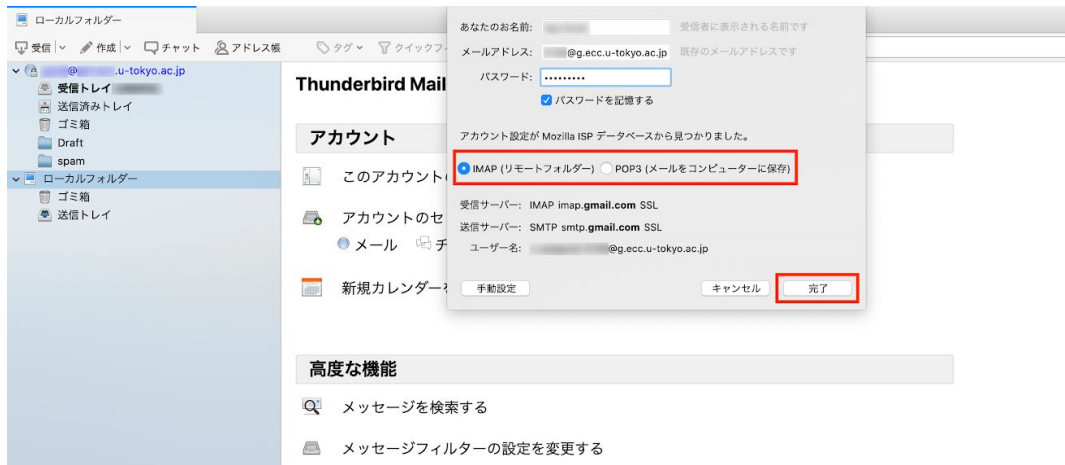 ローカルフォルダー
受信 作成 チャット アドレス帳 タグ クイックフ
@ .u-tokyo.ac.jp
受信トレイ
送信済みトレイ
ゴミ箱
Draft
spam
ローカルフォルダー
ゴミ箱
送信トレイ
Thunderbird Mail
アカウント
このアカウント
アカウントのセ
メール チ
新規カレンダー
高度な機能
メッセージを検索する
メッセージフィルターの設定を変更する
あなたのお名前: 受信者に表示される名前です
メールアドレス: @g.ecc.u-tokyo.ac.jp 既存のメールアドレスです
パスワード: •••••••••
パスワードを記憶する
アカウント設定が Mozilla ISP データベースから見つかりました。
IMAP (リモートフォルダー) POP3 (メールをコンピューターに保存)
受信サーバー: IMAP imap.gmail.com SSL
送信サーバー: SMTP smtp.gmail.com SSL
ユーザー名: @g.ecc.u-tokyo.ac.jp
手動設定 キャンセル 完了